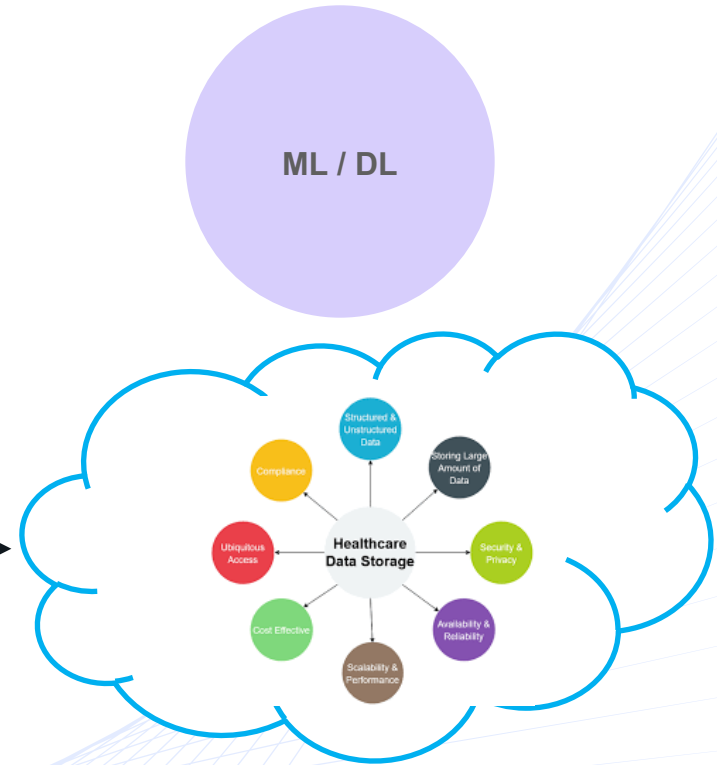 ML / DL
Structured &
Unstructured
Data
Storing Large
Amount of
Data
Compliance
Healthcare
Data Storage
Ubiquitous
Access
Security &
Privacy
Cost Effective
Availability &
Reliability
Scalability &
Performance